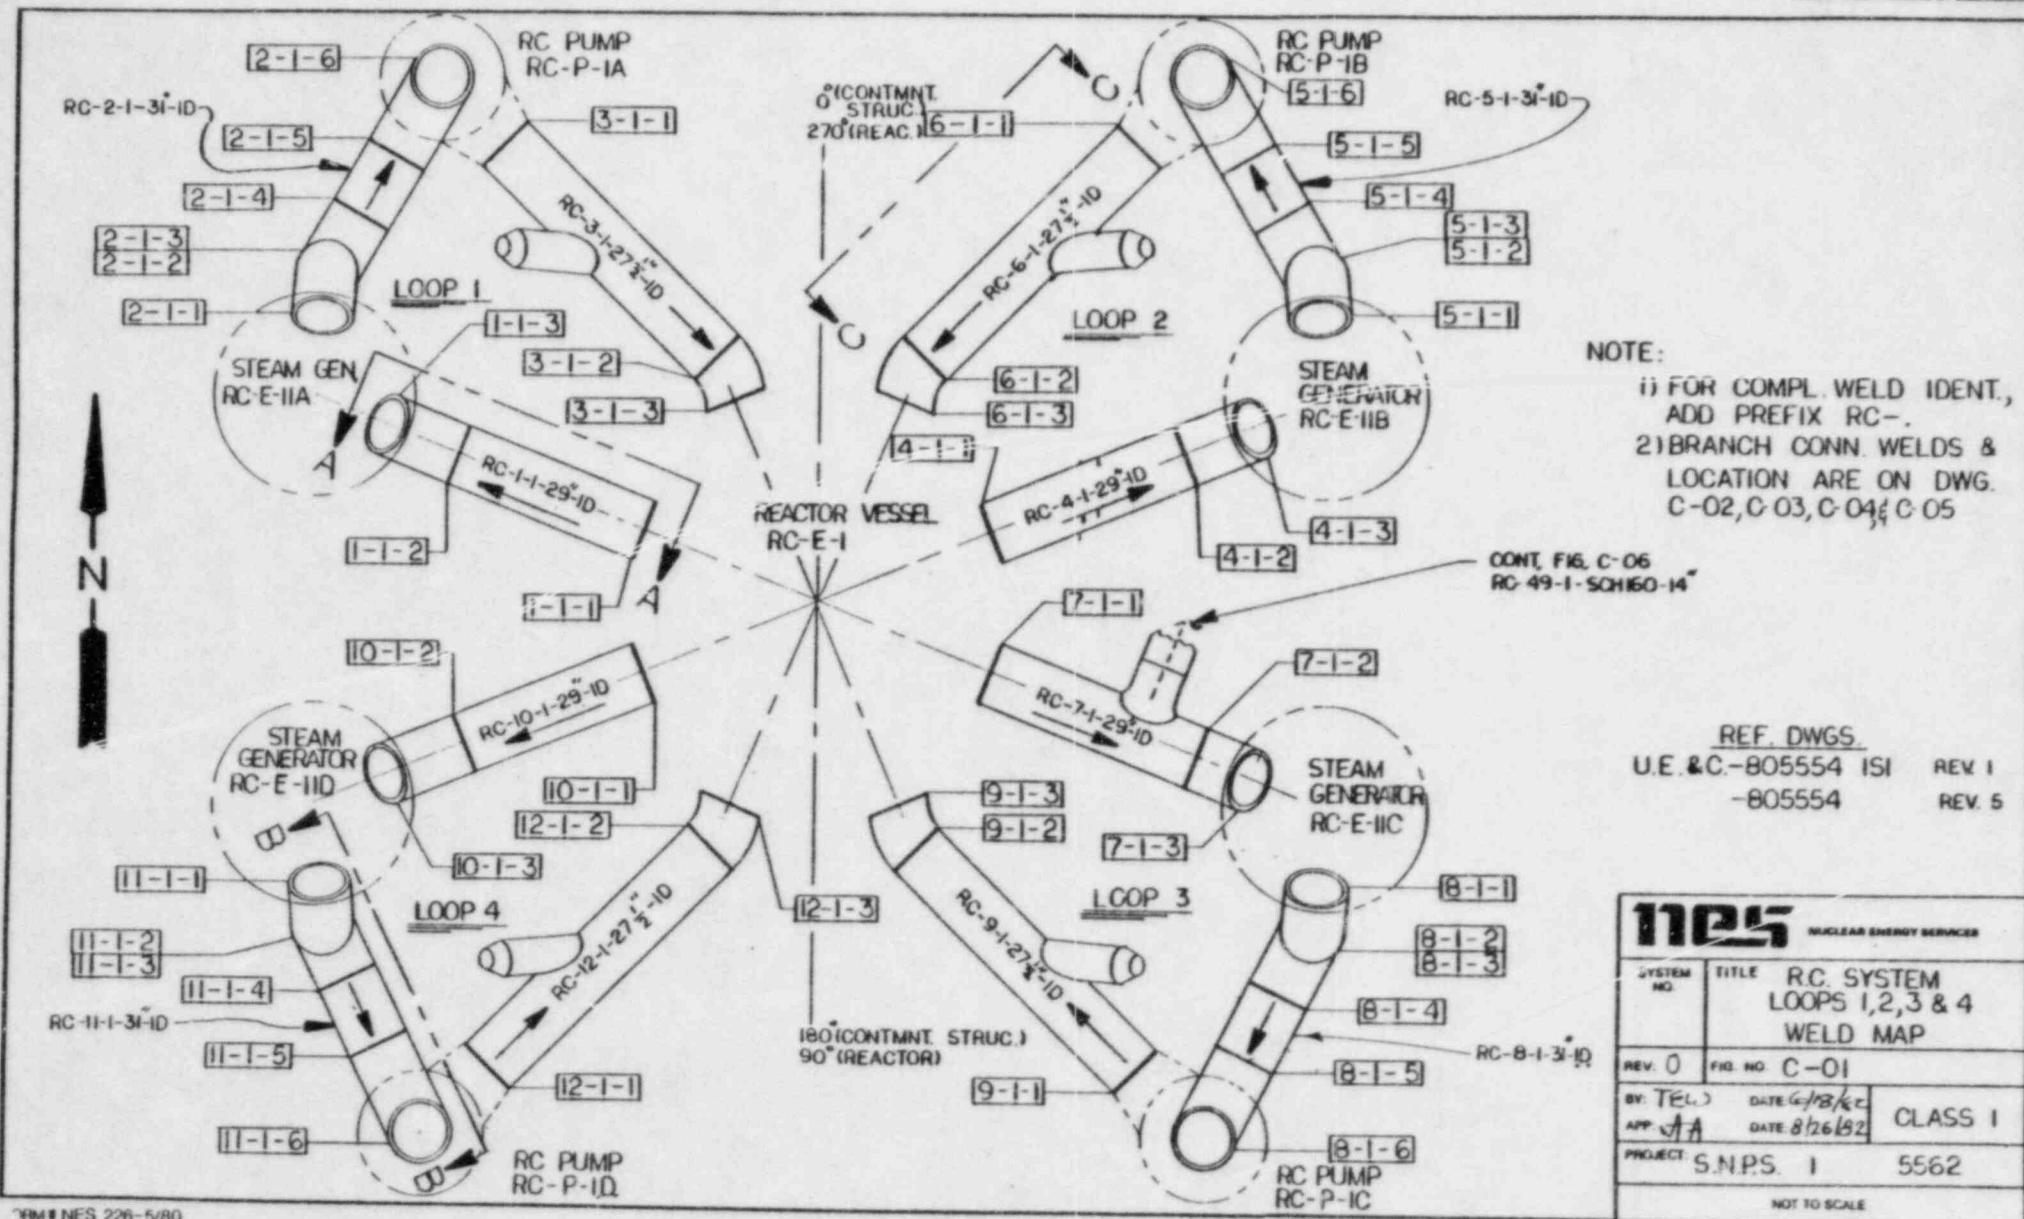 RC PUMP
RC-P-1A
2-1-6
RC-2-1-31"-ID
2-1-5
2-1-4
2-1-3
2-1-2
2-1-1
3-1-1
RC-3-1-27½"-ID
LOOP 1
3-1-2
3-1-3
1-1-3
STEAM GEN.
RC-E-11A
A
RC-1-1-29"-ID
1-1-2
1-1-1
A
N
0°(CONTMNT.
STRUC.)
270°(REAC.)
C
C
6-1-1
RC PUMP
RC-P-1B
5-1-6
RC-5-1-31"-ID
5-1-5
5-1-4
5-1-3
5-1-2
5-1-1
RC-6-1-27½"-ID
LOOP 2
6-1-2
6-1-3
STEAM
GENERATOR
RC-E-11B
4-1-1
RC-4-1-29"-ID
4-1-3
4-1-2
REACTOR VESSEL
RC-E-1
NOTE:
1) FOR COMPL. WELD IDENT.,
ADD PREFIX RC-.
2) BRANCH CONN. WELDS &
LOCATION ARE ON DWG.
C-02, C-03, C-04, & C-05
CONT. FIG. C-06
RC-49-1-SCH160-14"
7-1-1
7-1-2
RC-7-1-29"-ID
7-1-3
STEAM
GENERATOR
RC-E-11C
10-1-2
RC-10-1-29"-ID
STEAM
GENERATOR
RC-E-11D
B
10-1-1
10-1-3
12-1-2
12-1-3
11-1-1
LOOP 4
11-1-2
11-1-3
11-1-4
RC-11-1-31"-ID
11-1-5
11-1-6
RC-12-1-27½"-ID
12-1-1
B
RC PUMP
RC-P-1D
180°(CONTMNT. STRUC.)
90°(REACTOR)
9-1-3
9-1-2
RC-9-1-27½"-ID
LOOP 3
9-1-1
8-1-1
8-1-2
8-1-3
8-1-4
RC-8-1-31"-ID
8-1-5
8-1-6
RC PUMP
RC-P-1C
REF. DWGS.
U.E.&C.-805554 ISI REV. 1
-805554 REV. 5
nes NUCLEAR ENERGY SERVICES
SYSTEM NO.
TITLE R.C. SYSTEM
LOOPS 1,2,3 & 4
WELD MAP
REV. 0 FIG. NO. C-01
BY: DATE
APP. AA DATE 8/26/82
CLASS 1
PROJECT: S.N.P.S. 1 5562
NOT TO SCALE
NES 226-5/80